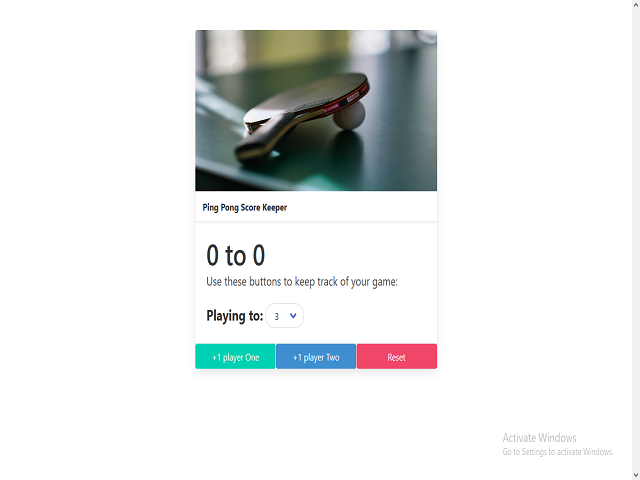 Ping Pong Score Keeper
0 to 0
Use these buttons to keep track of your game:
Playing to: 3
+1 player One +1 player Two Reset
Activate Windows
Go to Settings to activate Windows.